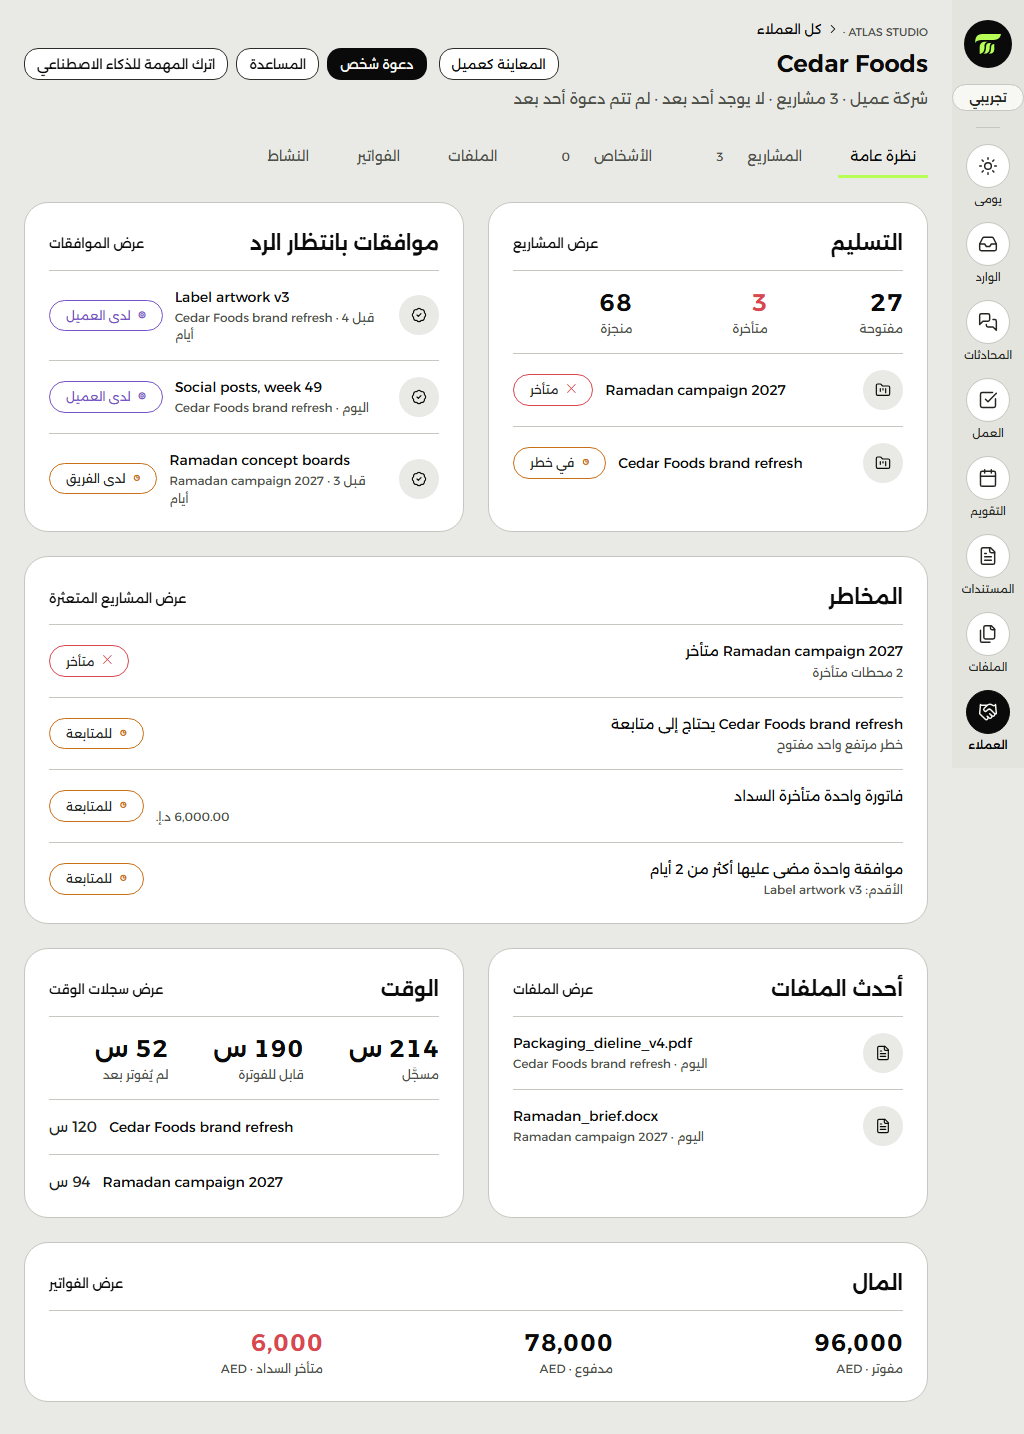 ATLAS STUDIO · > كل العملاء
Cedar Foods
شركة عميل · 3 مشاريع · لا يوجد أحد بعد · لم تتم دعوة أحد بعد
المعاينة كعميل
دعوة شخص
المساعدة
اترك المهمة للذكاء الاصطناعي
تجريبي
يومي
الوارد
المحادثات
العمل
التقويم
المستندات
الملفات
العملاء
نظرة عامة
المشاريع 3
الأشخاص 0
الملفات
الفواتير
النشاط
التسليم
عرض المشاريع
27
مفتوحة
3
متأخرة
68
منجزة
Ramadan campaign 2027
متأخر
Cedar Foods brand refresh
في خطر
موافقات بانتظار الرد
عرض الموافقات
Label artwork v3
Cedar Foods brand refresh · قبل 4
أيام
لدى العميل
Social posts, week 49
Cedar Foods brand refresh · اليوم
لدى العميل
Ramadan concept boards
Ramadan campaign 2027 · قبل 3
أيام
لدى الفريق
المخاطر
عرض المشاريع المتعثرة
Ramadan campaign 2027 متأخر
2 محطات متأخرة
متأخر
Cedar Foods brand refresh يحتاج إلى متابعة
خطر مرتفع واحد مفتوح
للمتابعة
فاتورة واحدة متأخرة السداد
6,000.00 د.إ.
للمتابعة
موافقة واحدة مضى عليها أكثر من 2 أيام
الأقدم: Label artwork v3
للمتابعة
أحدث الملفات
عرض الملفات
Packaging_dieline_v4.pdf
Cedar Foods brand refresh · اليوم
Ramadan_brief.docx
Ramadan campaign 2027 · اليوم
الوقت
عرض سجلات الوقت
214 س
مسجّل
190 س
قابل للفوترة
52 س
لم يُفوتر بعد
Cedar Foods brand refresh
120 س
Ramadan campaign 2027
94 س
المال
عرض الفواتير
96,000
مفوتر · AED
78,000
مدفوع · AED
6,000
متأخر السداد · AED